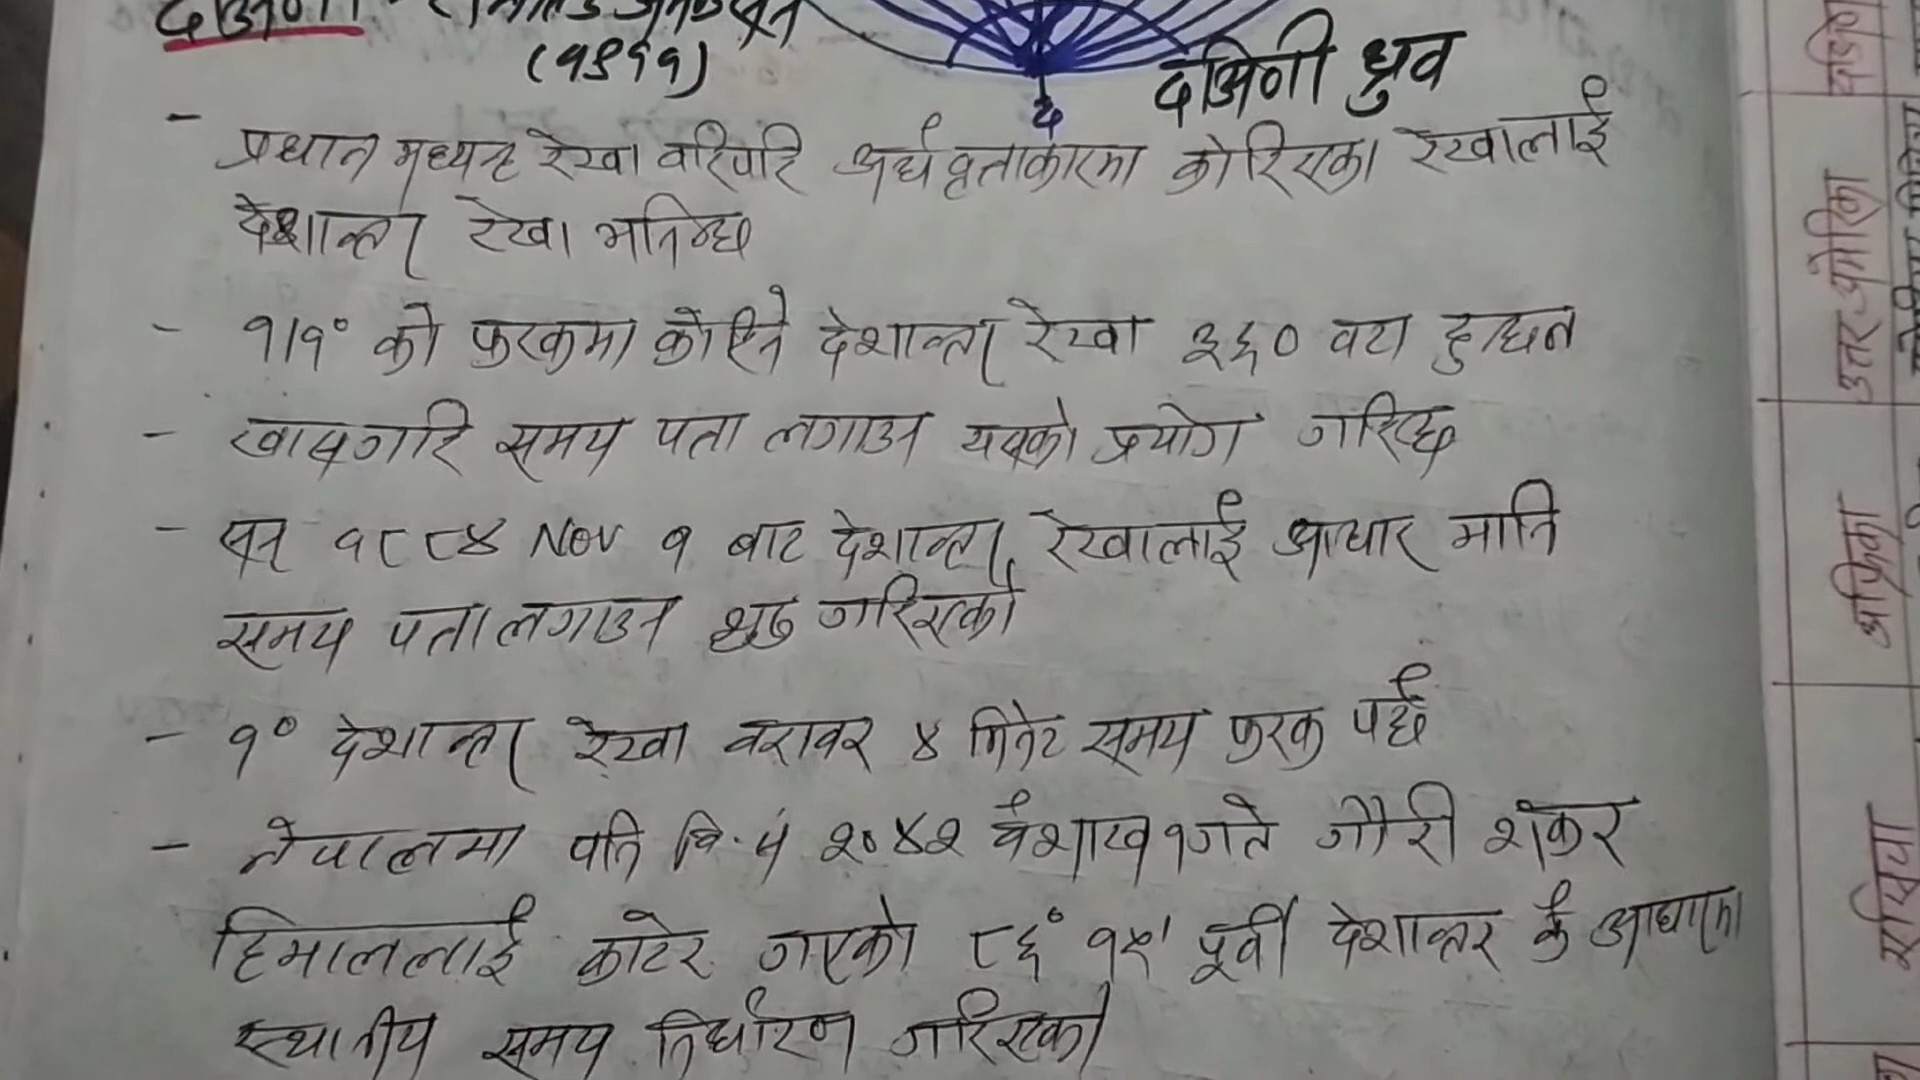 दक्षिणी
(१९११)
दक्षिणी ध्रुव
द
- प्रधान मध्यान्ह रेखा वरिपरि अर्धवृताकारमा कोरिएका रेखालाई
देशान्तर रेखा भनिन्छ
- १/१° को फरकमा कोरिने देशान्तर रेखा ३६० वटा हुन्छन
- खासगरि समय पता लगाउन यसको प्रयोग गरिन्छ
- सन् १८८४ Nov १ बाट देशान्तर रेखालाई आधार मानि
समय पता लगाउन शुरु गरिएको
- १° देशान्तर रेखा बराबर ४ मिनेट समय फरक पर्छ
- नेपालमा पनि वि.सं २०४२ वैशाख १ गते गौरी शंकर
हिमाललाई काटेर गएको ८६° १५' पूर्वी देशान्तर कै आधारमा
स्थानीय समय निर्धारण गरिएको
उत्तर अमेरिका
अफ्रिका
एसिया